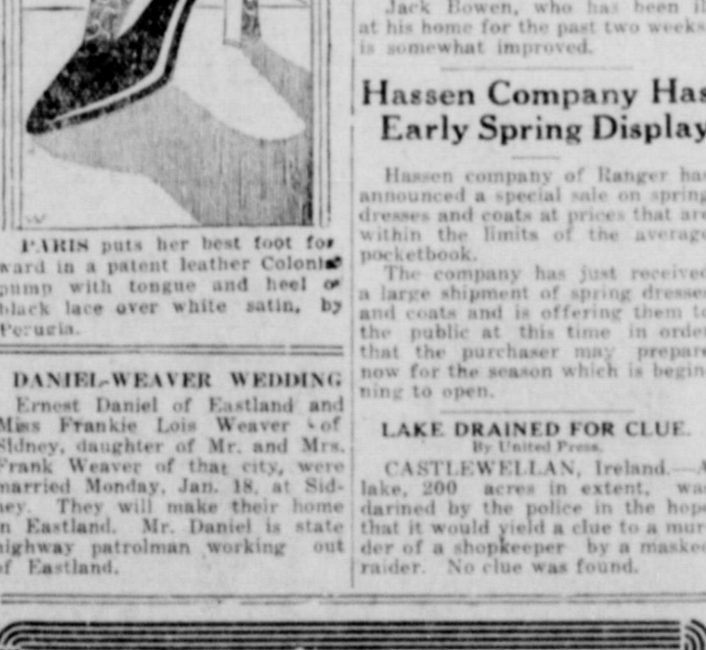 PARIS puts her best foot for
ward in a patent leather Colonial
pump with tongue and heel of
black lace over white satin, by
Perugia.
DANIEL-WEAVER WEDDING
Ernest Daniel of Eastland and
Miss Frankie Lois Weaver of
Sidney, daughter of Mr. and Mrs.
Frank Weaver of that city, were
married Monday, Jan. 18, at Sid-
ney. They will make their home
in Eastland. Mr. Daniel is state
highway patrolman working out
of Eastland.
Jack Bowen, who has been il
at his home for the past two weeks
is somewhat improved.
Hassen Company Has
Early Spring Display
Hassen company of Ranger has
announced a special sale on spring
dresses and coats at prices that are
within the limits of the average
pocketbook.
The company has just received
a large shipment of spring dresses
and coats and is offering them to
the public at this time in order
that the purchaser may prepare
now for the season which is begin-
ning to open.
LAKE DRAINED FOR CLUE.
By United Press.
CASTLEWELLAN, Ireland.—A
lake, 200 acres in extent, was
darined by the police in the hope
that it would yield a clue to a mur-
der of a shopkeeper by a masked
raider. No clue was found.